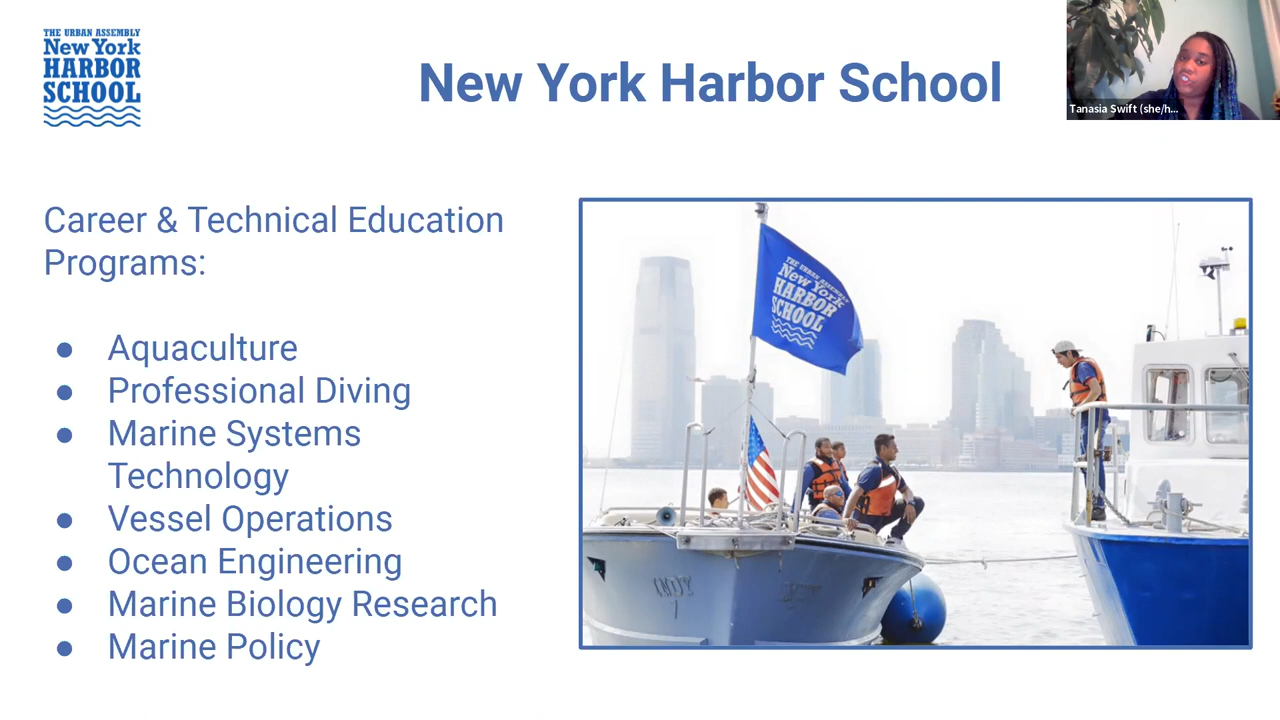 THE URBAN ASSEMBLY
New York
HARBOR
SCHOOL
New York Harbor School
Tanasia Swift (she/h...
Career & Technical Education
Programs:
● Aquaculture
● Professional Diving
● Marine Systems
Technology
● Vessel Operations
● Ocean Engineering
● Marine Biology Research
● Marine Policy
THE URBAN ASSEMBLY
New York
HARBOR
SCHOOL